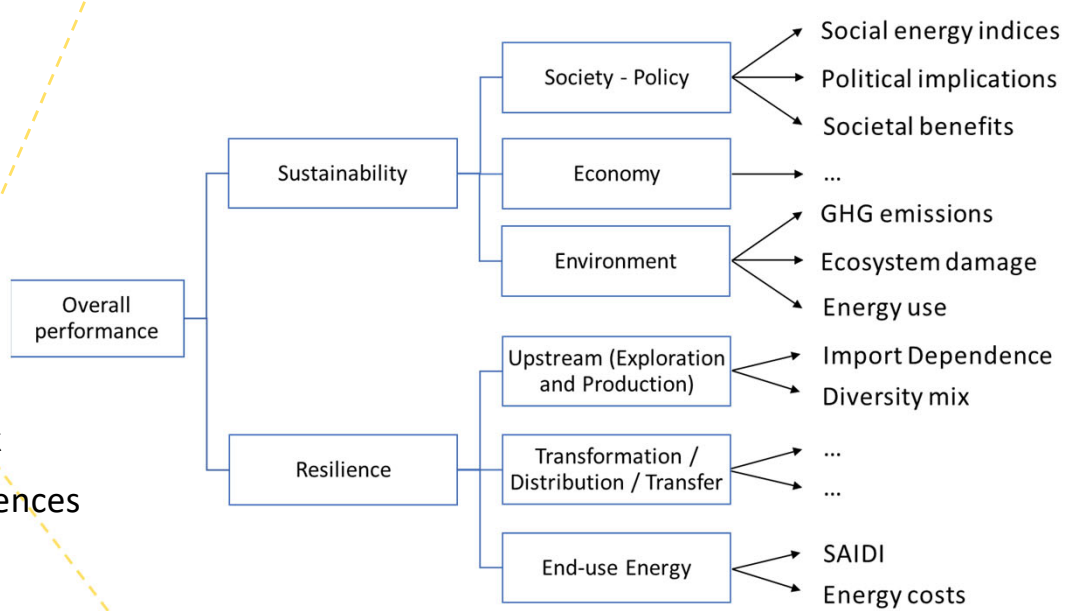 Social energy indices
Society - Policy
Political implications
Societal benefits
Sustainability
Economy
...
GHG emissions
Environment
Ecosystem damage
Energy use
Overall
performance
Upstream (Exploration
and Production)
Import Dependence
Diversity mix
Resilience
Transformation /
Distribution / Transfer
...
...
ences
End-use Energy
SAIDI
Energy costs